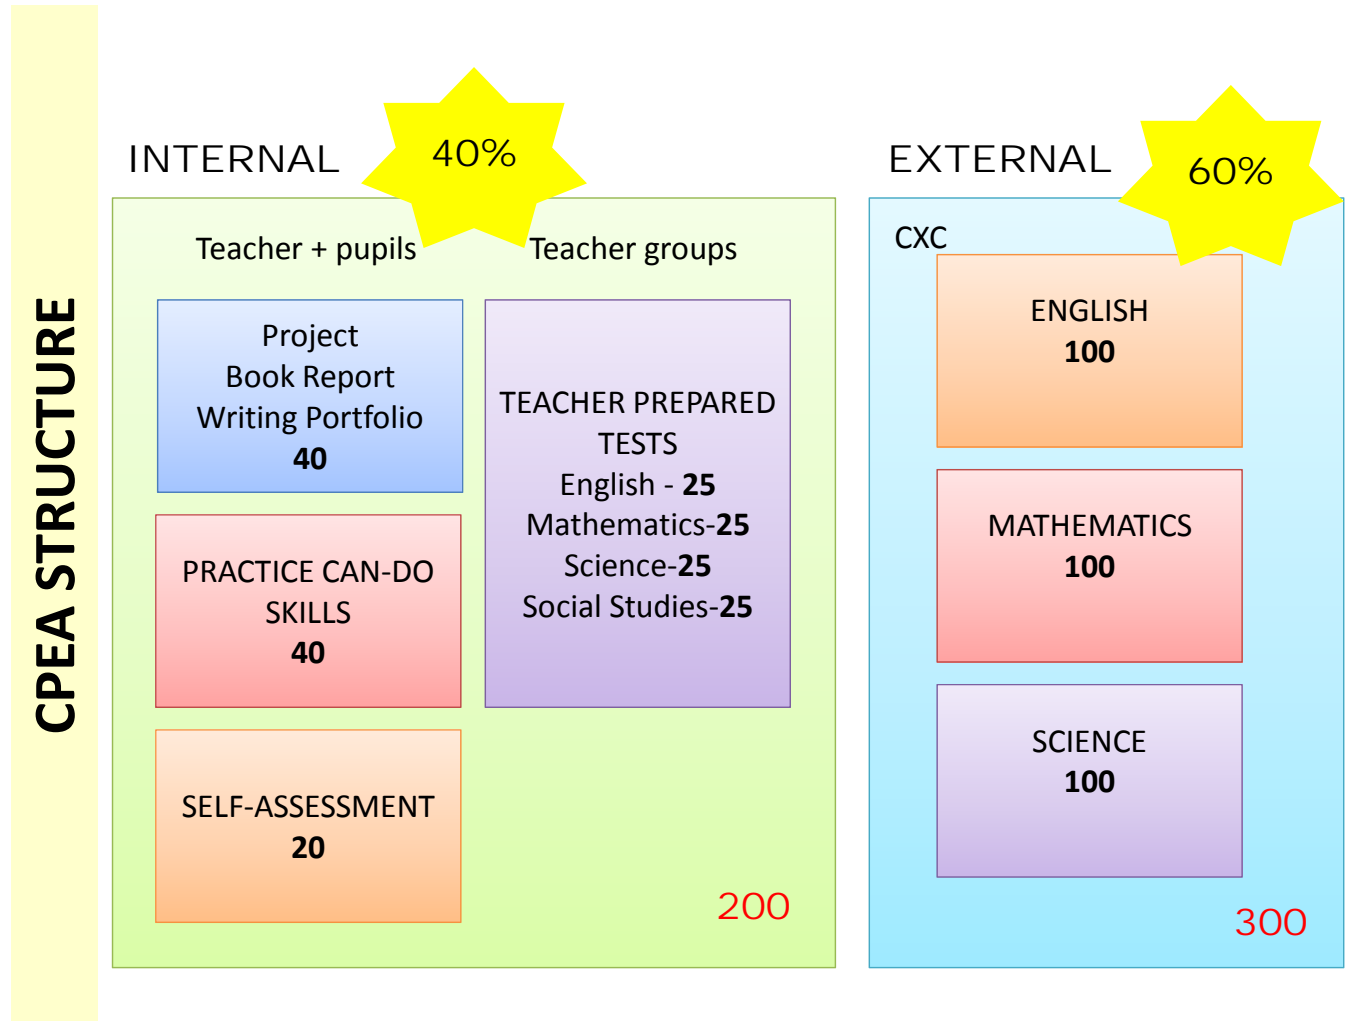 CPEA STRUCTURE
INTERNAL
40%
Teacher + pupils
Teacher groups
Project
Book Report
Writing Portfolio
40
PRACTICE CAN-DO
SKILLS
40
SELF-ASSESSMENT
20
TEACHER PREPARED
TESTS
English - 25
Mathematics-25
Science-25
Social Studies-25
200
EXTERNAL
60%
CXC
ENGLISH
100
MATHEMATICS
100
SCIENCE
100
300